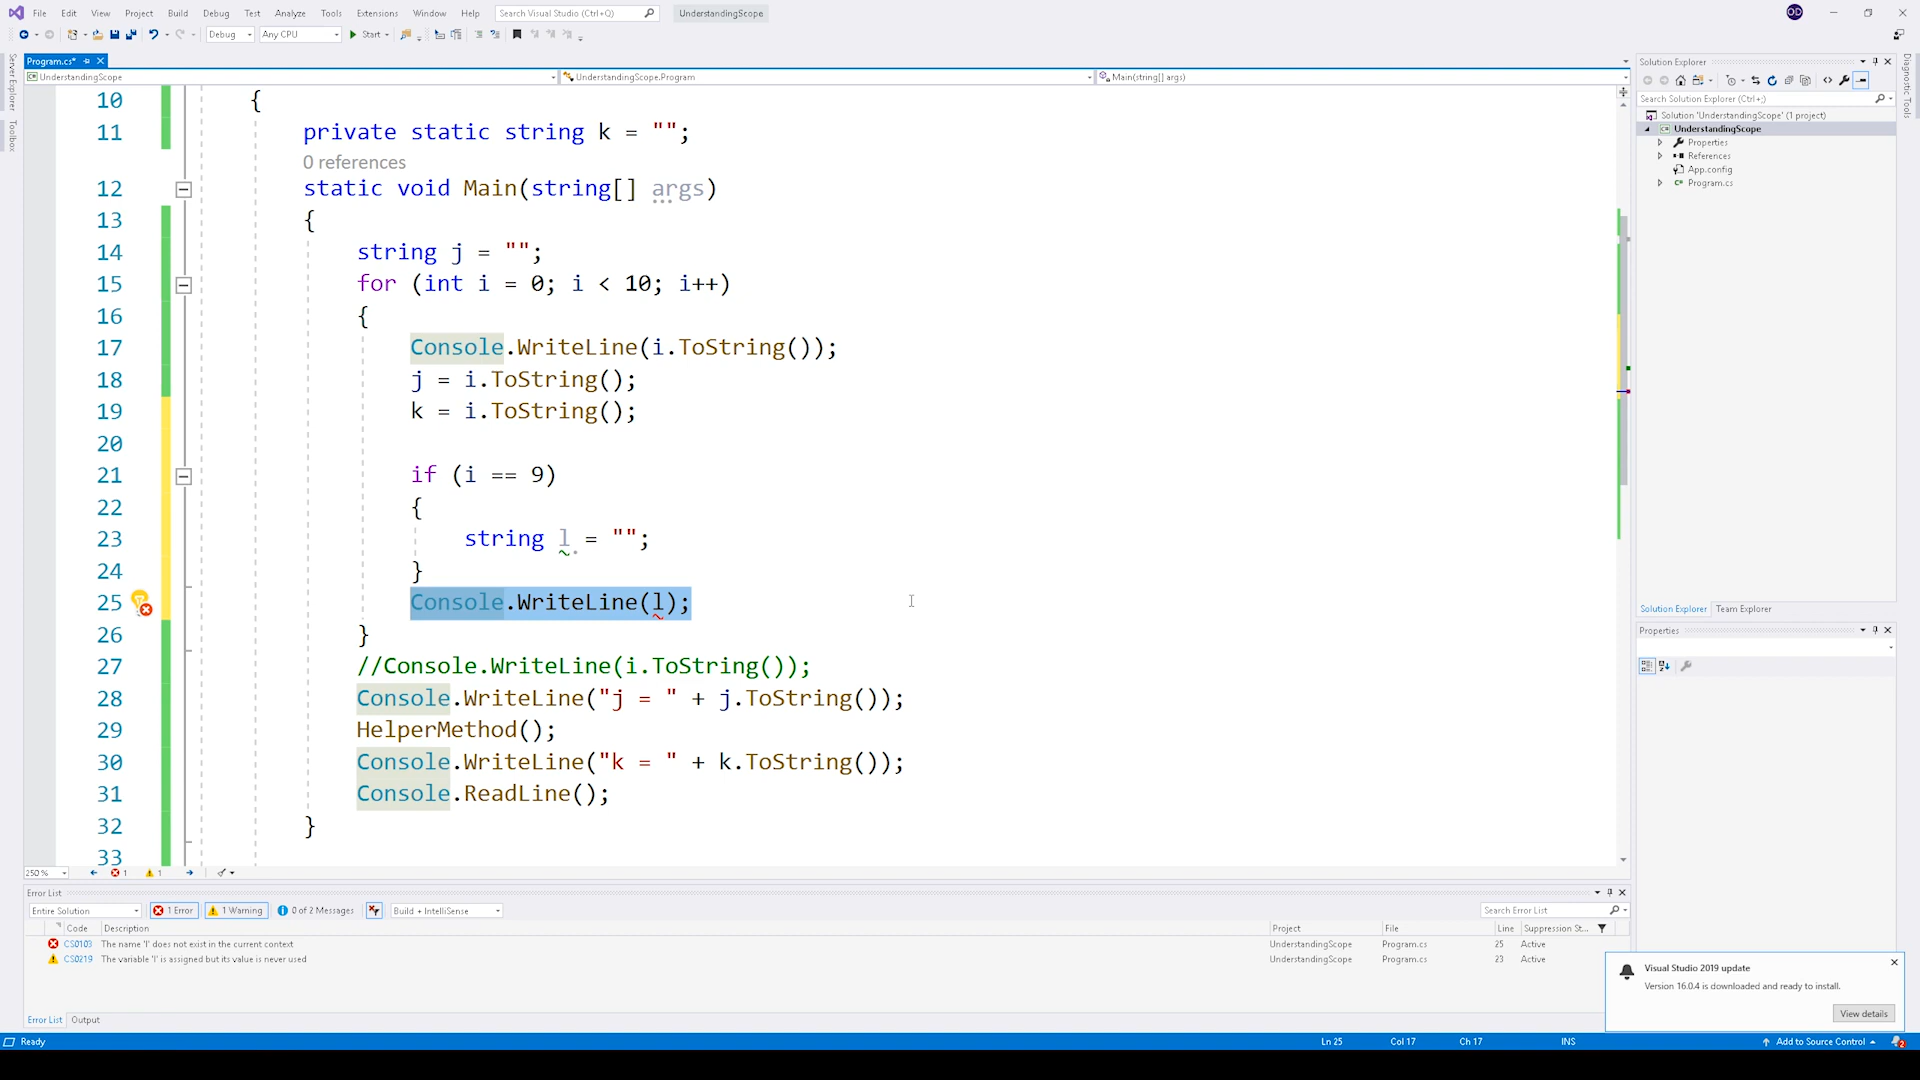 File Edit View Project Build Debug Test Analyze Tools Extensions Window Help Search Visual Studio (Ctrl+Q) UnderstandingScope OD
Debug Any CPU Start
Server Explorer
Toolbox
Program.cs*
UnderstandingScope UnderstandingScope.Program Main(string[] args)
10 {
11 private static string k = "";
0 references
12 static void Main(string[] args)
13 {
14 string j = "";
15 for (int i = 0; i < 10; i++)
16 {
17 Console.WriteLine(i.ToString());
18 j = i.ToString();
19 k = i.ToString();
20
21 if (i == 9)
22 {
23 string l = "";
24 }
25 Console.WriteLine(l);
26 }
27 //Console.WriteLine(i.ToString());
28 Console.WriteLine("j = " + j.ToString());
29 HelperMethod();
30 Console.WriteLine("k = " + k.ToString());
31 Console.ReadLine();
32 }
33
250 % 1 1
Error List
Entire Solution 1 Error 1 Warning 0 of 2 Messages Build + IntelliSense Search Error List
Code Description Project File Line Suppression St...
CS0103 The name 'l' does not exist in the current context UnderstandingScope Program.cs 25 Active
CS0219 The variable 'l' is assigned but its value is never used UnderstandingScope Program.cs 23 Active
Error List Output
Ready Ln 25 Col 17 Ch 17 INS Add to Source Control 2
Solution Explorer
Search Solution Explorer (Ctrl+;)
Solution 'UnderstandingScope' (1 project)
UnderstandingScope
Properties
References
App.config
Program.cs
Solution Explorer Team Explorer
Properties
Diagnostic Tools
Visual Studio 2019 update
Version 16.0.4 is downloaded and ready to install.
View details